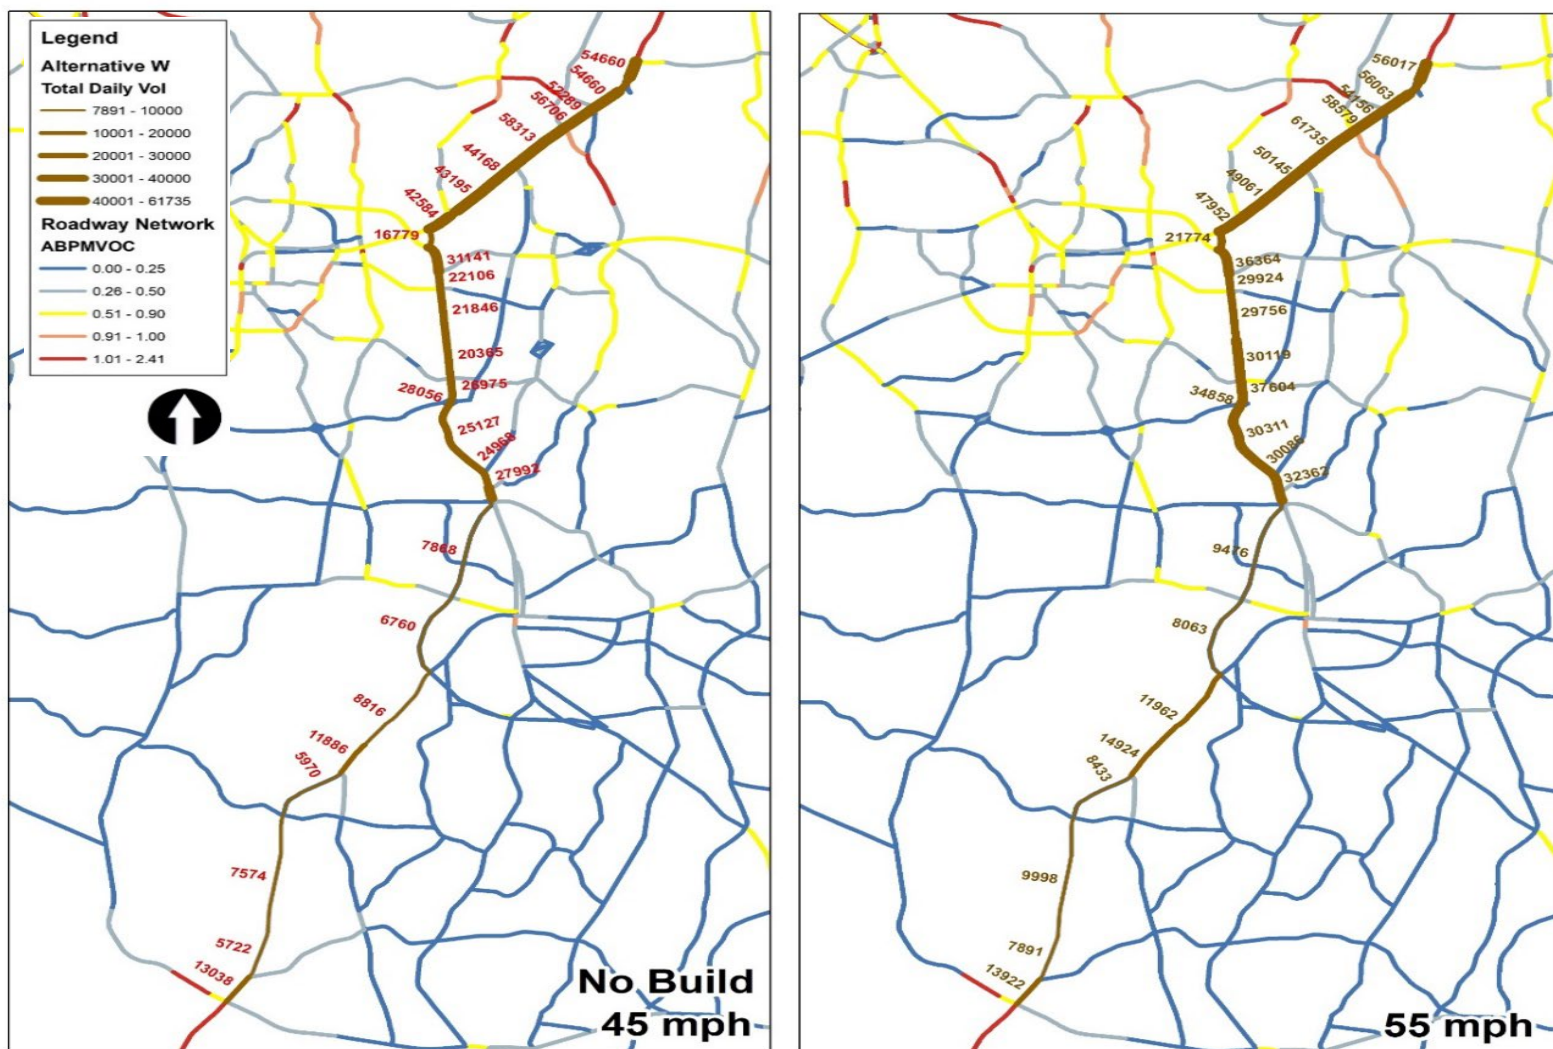 Legend
Alternative W
Total Daily Vol
7891 - 10000
10001 - 20000
20001 - 30000
30001 - 40000
40001 - 61735
Roadway Network
ABPMVOC
0.00 - 0.25
0.26 - 0.50
0.51 - 0.90
0.91 - 1.00
1.01 - 2.41
54660
54660
52289
56706
58313
44168
43195
42584
16779
31141
22106
21846
20365
26975
28056
25127
24968
27992
7868
6760
8816
11886
5970
7574
5722
13038
No Build
45 mph
56017
56063
54156
58579
61735
50145
49061
47952
21774
36364
29924
29756
30119
37604
34858
30311
30086
32362
9476
8063
11962
14924
8433
9998
7891
13922
55 mph